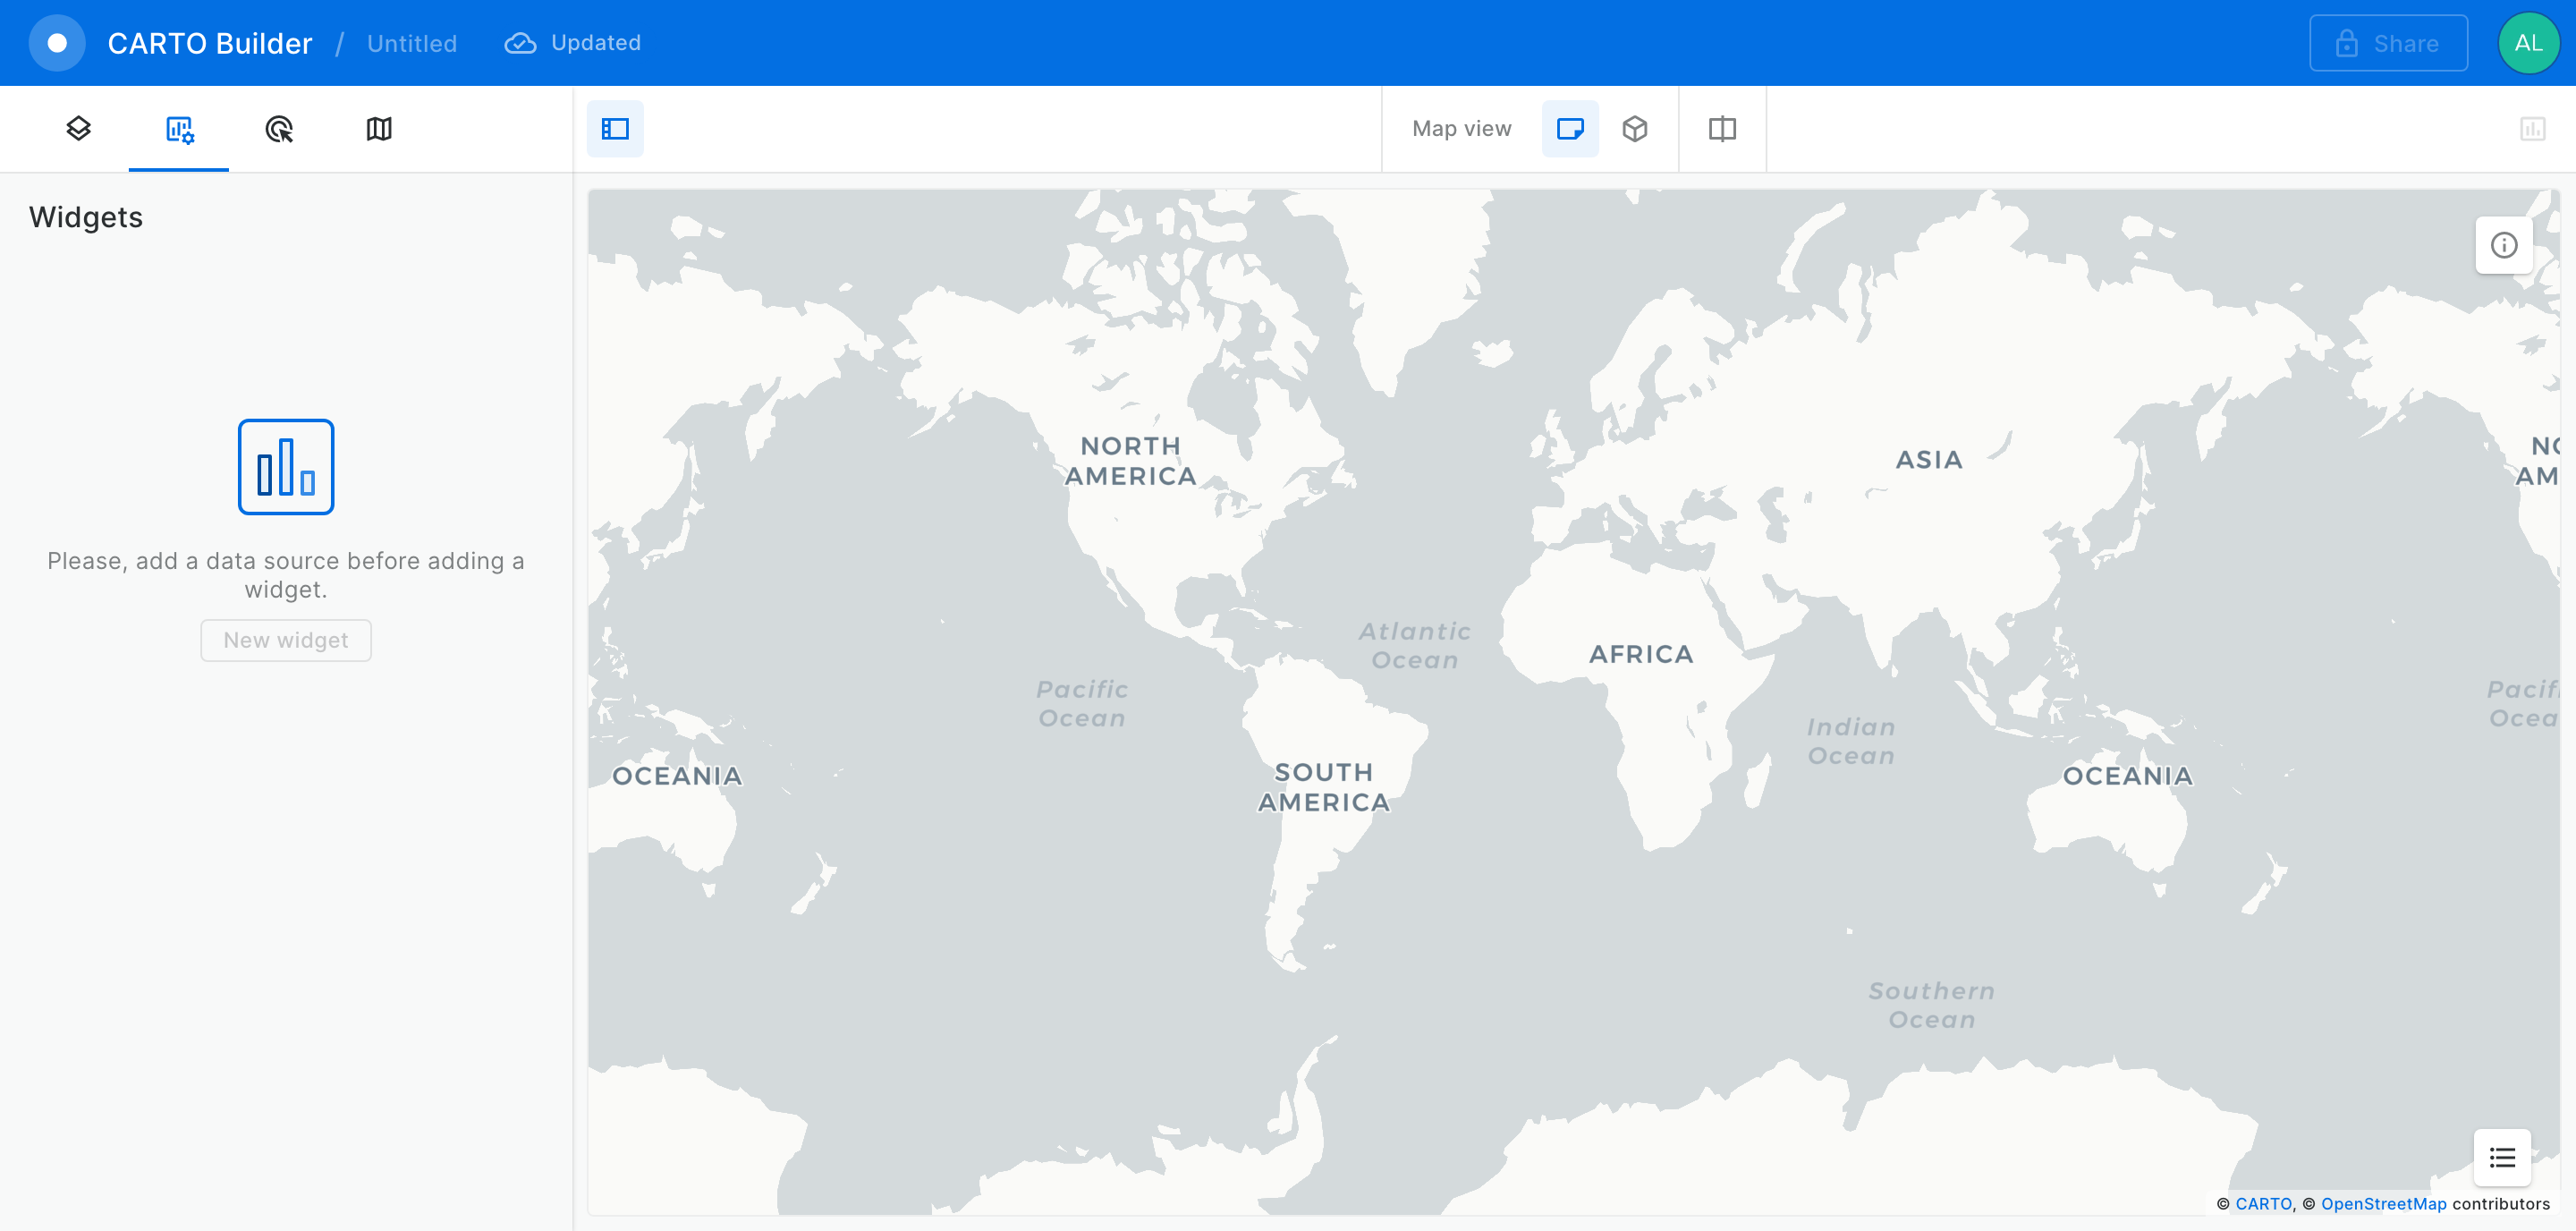 CARTO Builder / Untitled Updated
Share
AL
Map view
Widgets
Please, add a data source before adding a
widget.
New widget
NORTH
AMERICA
ASIA
NO
AM
Atlantic
Ocean
AFRICA
Pacific
Ocean
Indian
Ocean
Pacifi
Ocea
OCEANIA
SOUTH
AMERICA
OCEANIA
Southern
Ocean
© CARTO, © OpenStreetMap contributors